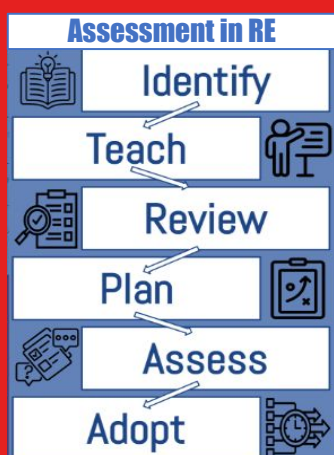 Assessment in RE
Identify
Teach
Review
Plan
Assess
Adopt